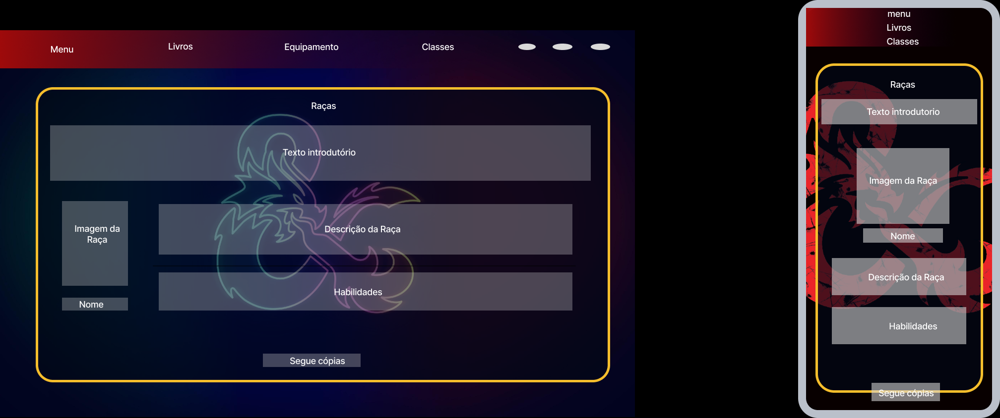 Menu
Livros
Equipamento
Classes
Raças
Texto introdutório
Imagem da
Raça
Descrição da Raça
Habilidades
Nome
Segue cópias
menu
Livros
Classes
Raças
Texto introdutorio
Imagem da Raça
Nome
Descrição da Raça
Habilidades
Segue cópias